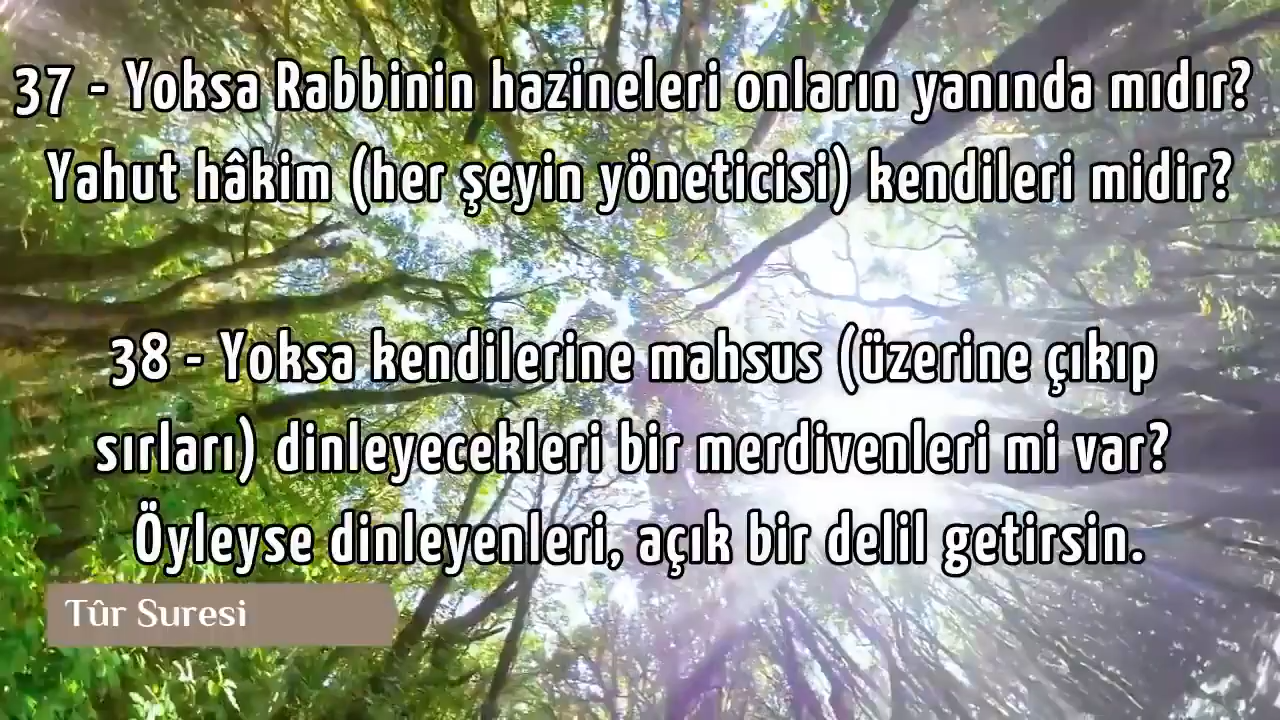 37 - Yoksa Rabbinin hazineleri onların yanında mıdır?
Yahut hâkim (her şeyin yöneticisi) kendileri midir?
38 - Yoksa kendilerine mahsus (üzerine çıkıp
sırları) dinleyecekleri bir merdivenleri mi var?
Öyleyse dinleyenleri, açık bir delil getirsin.
Tûr Suresi